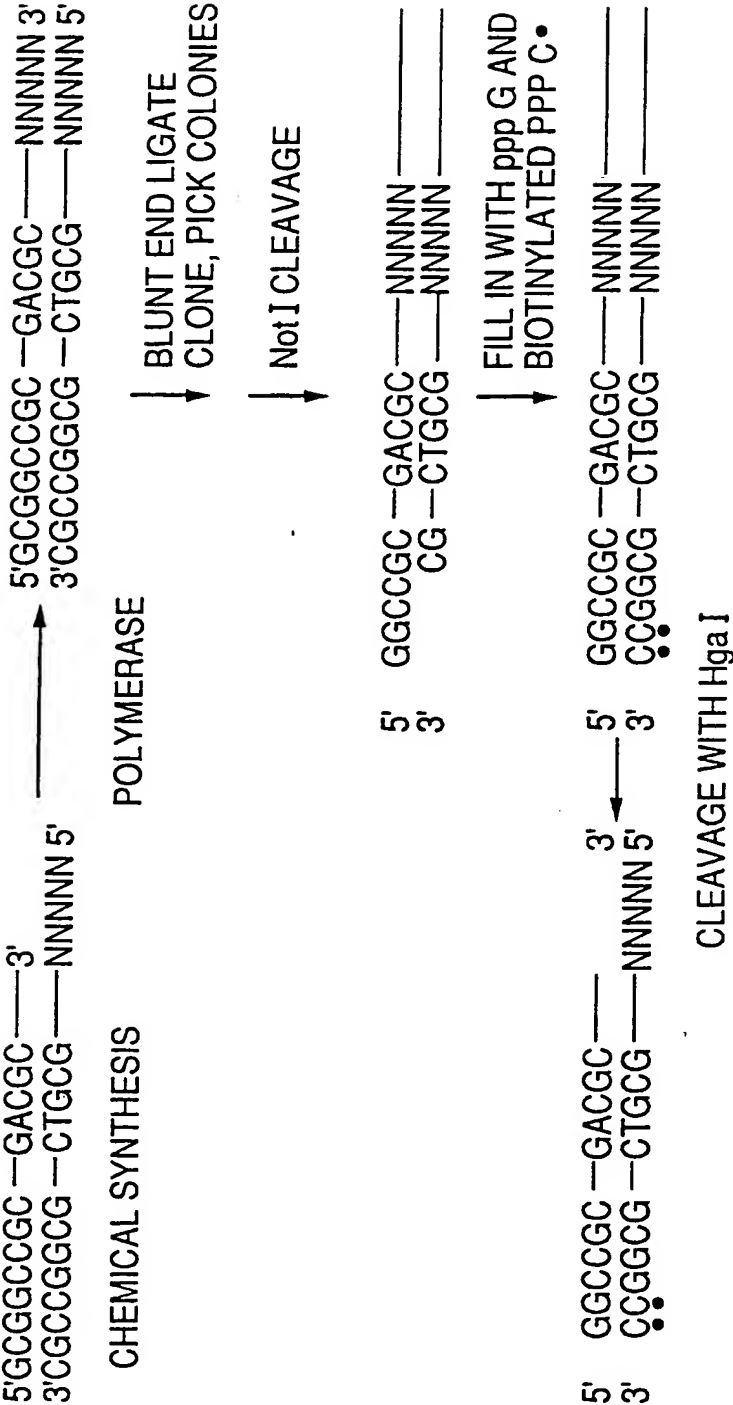 5'GCGGCCGC—GACGC——3'
3'CGCCGGCG—CTGCG——NNNNN 5'
CHEMICAL SYNTHESIS
POLYMERASE
5'GCGGCCGC—GACGC——NNNNN 3'
3'CGCCGGCG—CTGCG——NNNNN 5'
BLUNT END LIGATE
CLONE, PICK COLONIES
NotI CLEAVAGE
5' GGCCGC—GACGC——NNNNN——
3' CG—CTGCG——NNNNN——
FILL IN WITH ppp G AND
BIOTINYLATED PPP C•
5' GGCCGC—GACGC——NNNNN——
3' CCGGCG—CTGCG——NNNNN——
CLEAVAGE WITH HgaI
5' GGCCGC—GACGC—— 3'
3' CCGGCG—CTGCG——NNNNN 5'